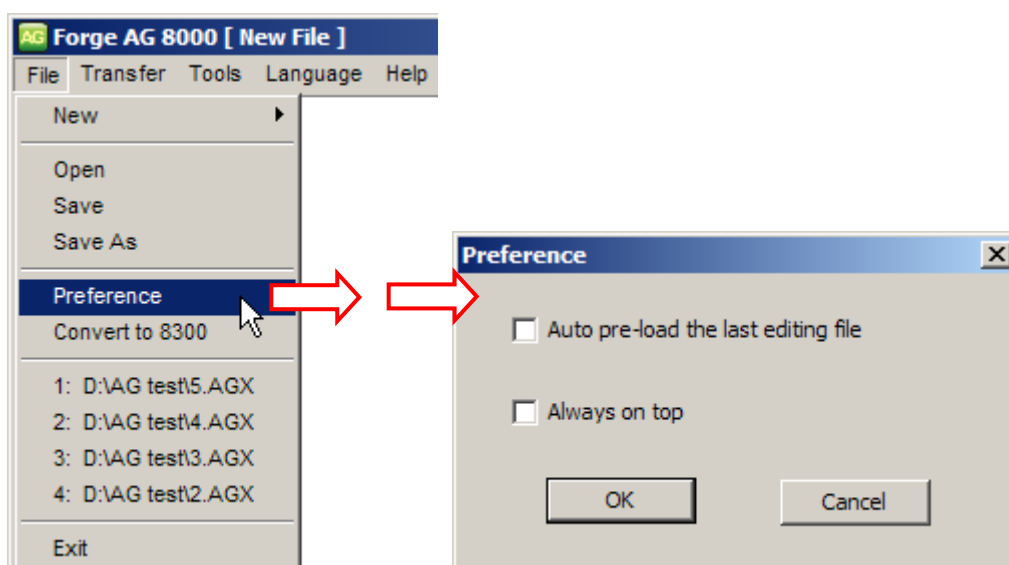 AG Forge AG 8000 [ New File ]
File Transfer Tools Language Help
New
Open
Save
Save As
Preference
Convert to 8300
1: D:\AG test\5.AGX
2: D:\AG test\4.AGX
3: D:\AG test\3.AGX
4: D:\AG test\2.AGX
Exit
Preference
Auto pre-load the last editing file
Always on top
OK Cancel